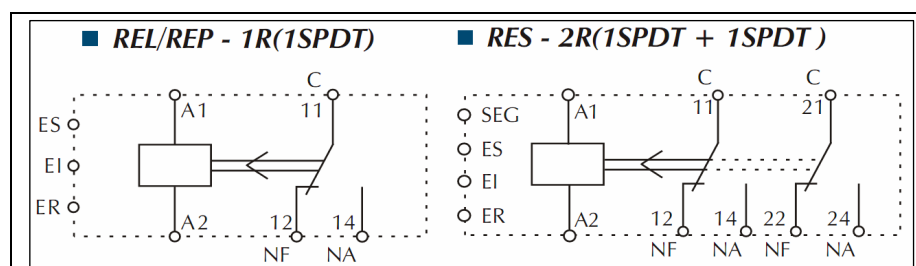 REL/REP - 1R(1SPDT)
C
A1
11
ES
EI
ER
A2
12
14
NF
NA
RES - 2R(1SPDT + 1SPDT )
C
C
SEG
A1
11
21
ES
EI
ER
A2
12
14
22
24
NF
NA
NF
NA